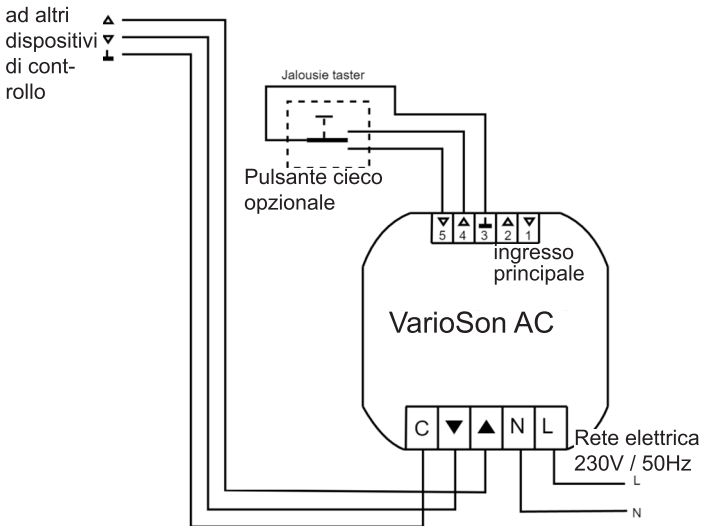 ad altri
dispositivi
di cont-
rollo
Jalousie taster
Pulsante cieco
opzionale
5 4 3 2 1
ingresso
principale
VarioSon AC
C N L
Rete elettrica
230V / 50Hz
L
N